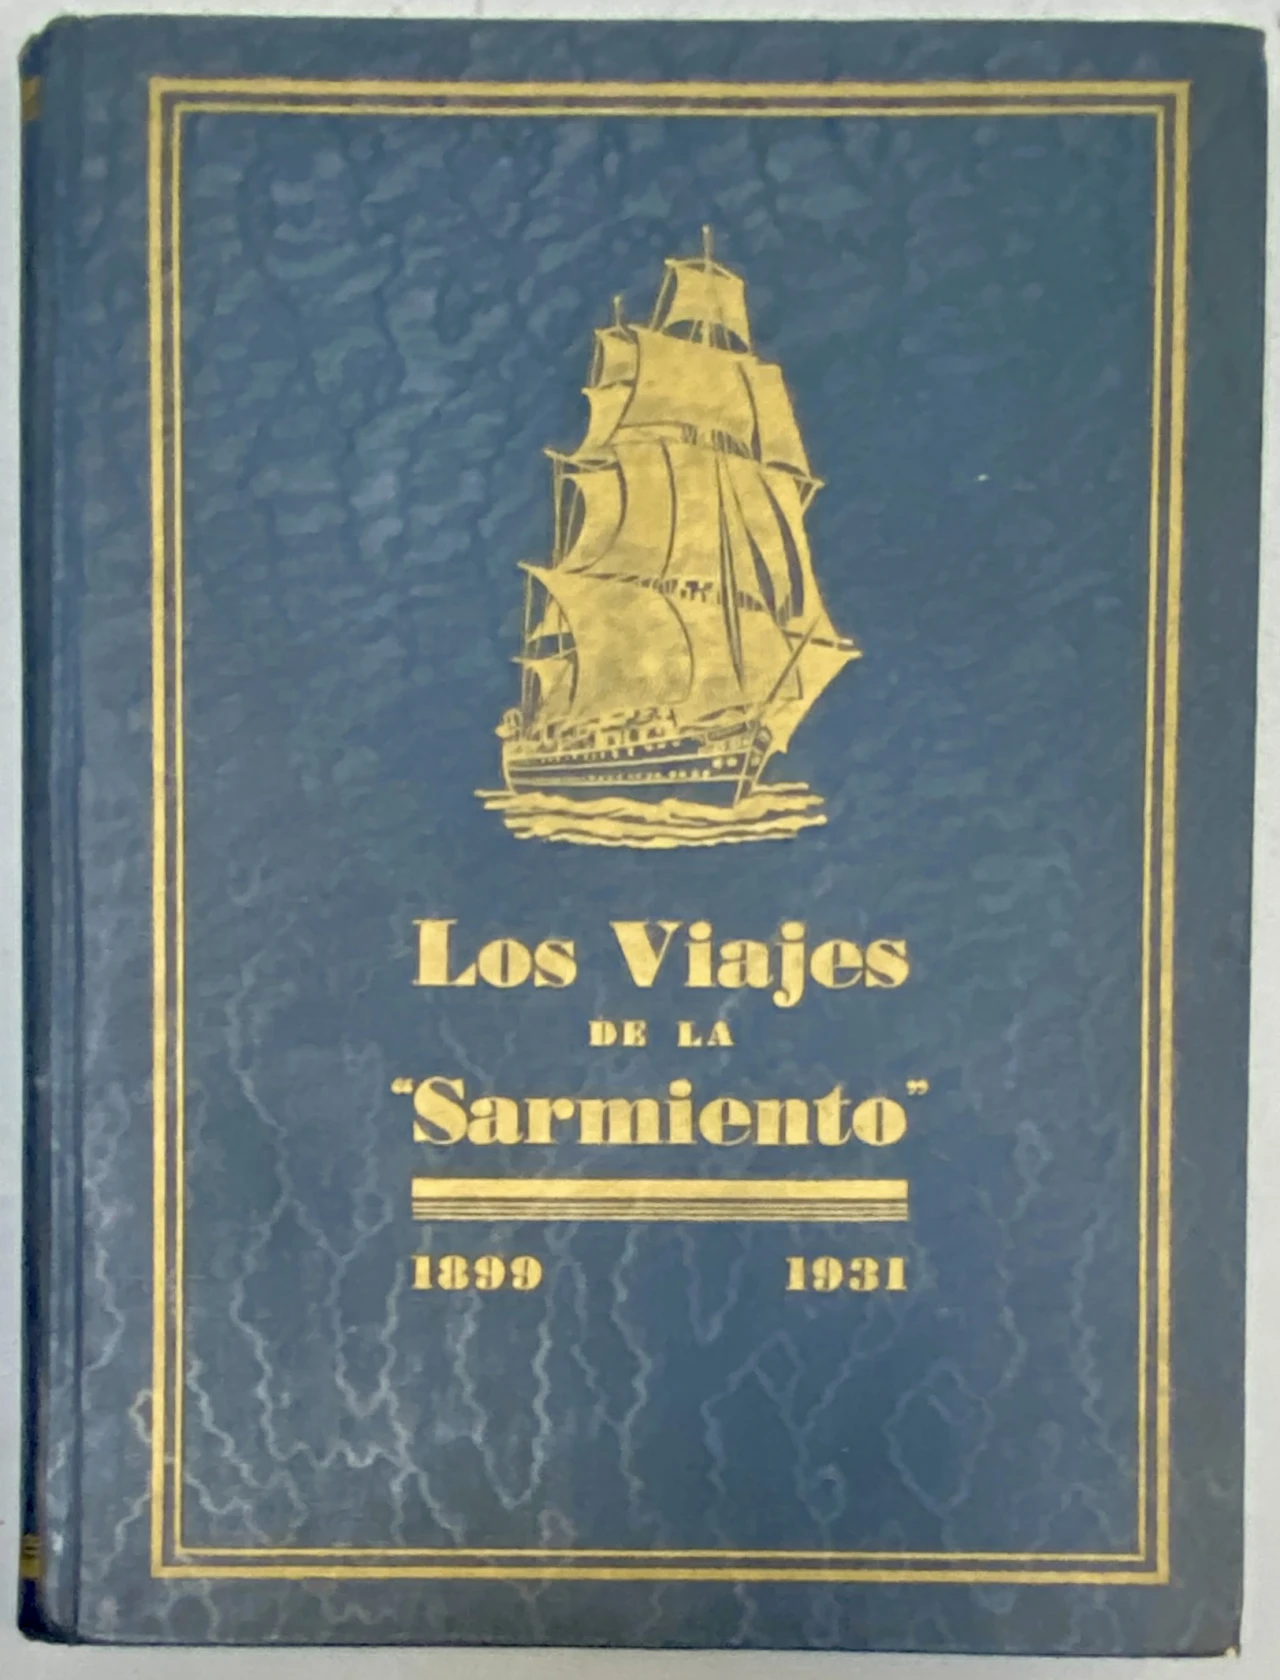 Los Viajes
DE LA
“Sarmiento”
1899 1931